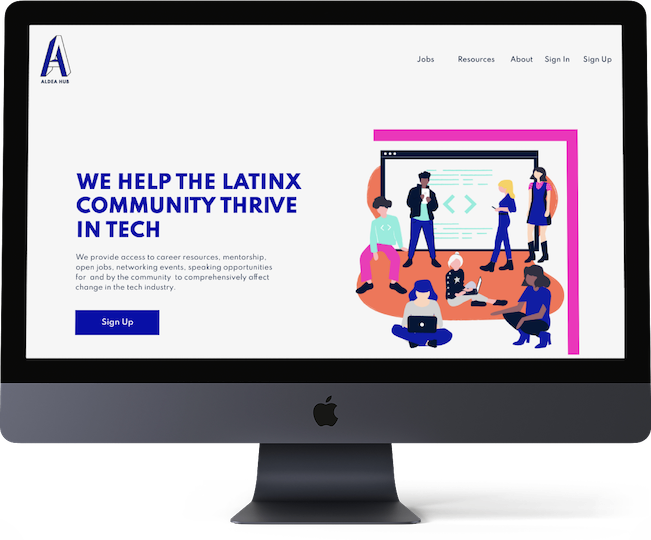 ALDEA HUB
Jobs Resources About Sign In Sign Up
WE HELP THE LATINX
COMMUNITY THRIVE
IN TECH
We provide access to career resources, mentorship,
open jobs, networking events, speaking opportunities
for and by the community to comprehensively affect
change in the tech industry.
Sign Up